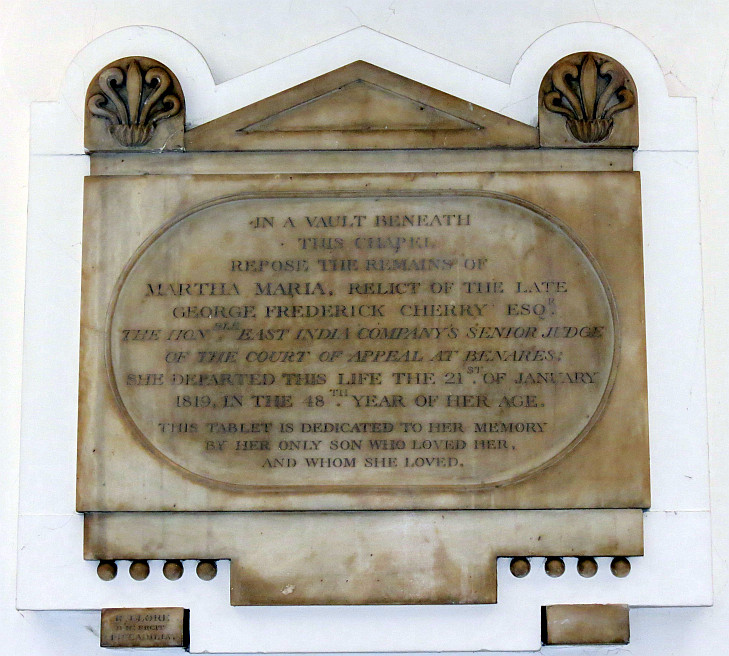 IN A VAULT BENEATH
THIS CHAPEL
REPOSE THE REMAINS OF
MARTHA MARIA, RELICT OF THE LATE
GEORGE FREDERICK CHERRY ESQR.
THE HONBLE. EAST INDIA COMPANY'S SENIOR JUDGE
OF THE COURT OF APPEAL AT BENARES;
SHE DEPARTED THIS LIFE THE 21ST. OF JANUARY
1819, IN THE 48TH. YEAR OF HER AGE.
THIS TABLET IS DEDICATED TO HER MEMORY
BY HER ONLY SON WHO LOVED HER,
AND WHOM SHE LOVED.
PICCADILLY